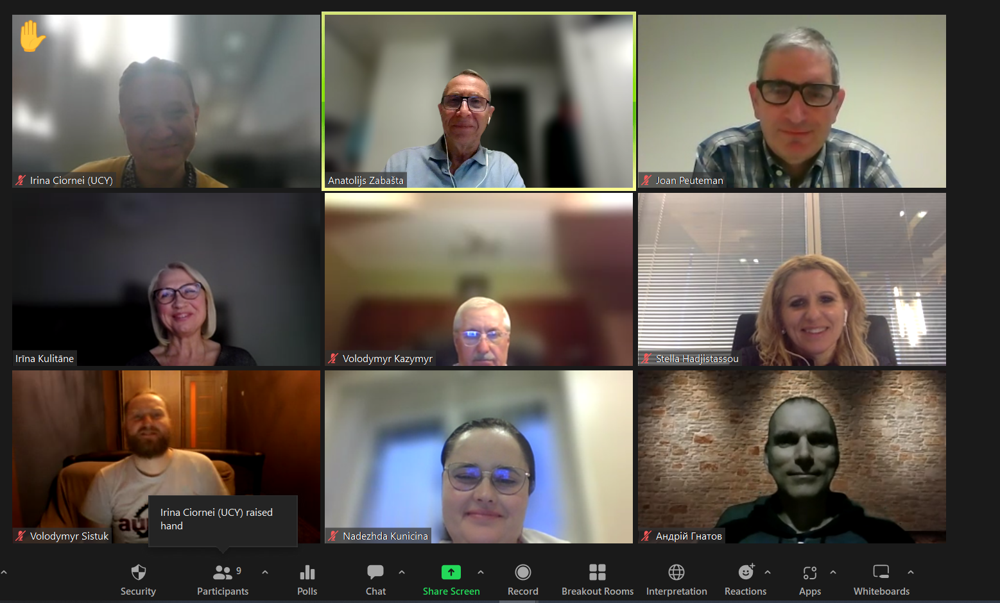 Irina Ciornei (UCY)
Anatolijs Zabašta
Joan Peuteman
Irīna Kulitāne
Volodymyr Kazymyr
Stella Hadjistassou
Volodymyr Sistuk
Irina Ciornei (UCY) raised
hand
Nadezhda Kunicina
Андрій Гнатов
9
Security
Participants
Polls
Chat
Share Screen
Record
Breakout Rooms
Interpretation
Reactions
Apps
Whiteboards